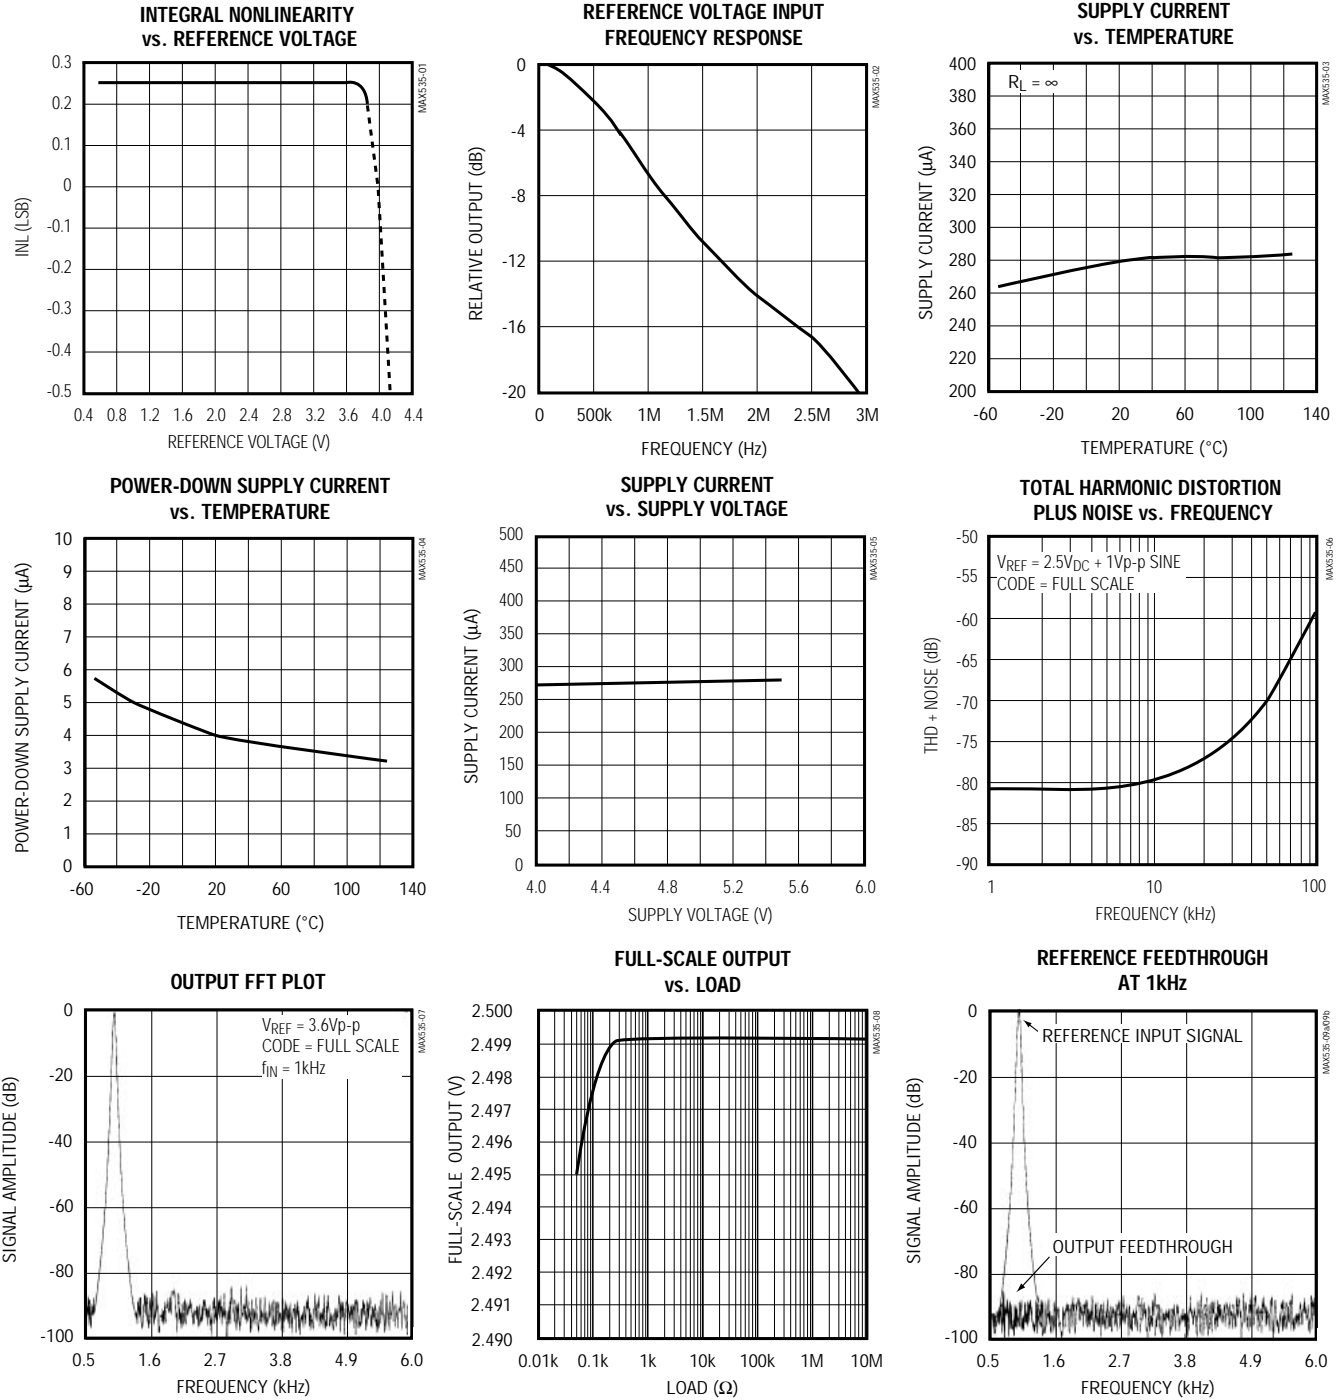 INTEGRAL NONLINEARITY
vs. REFERENCE VOLTAGE
0.3
0.2
0.1
0
-0.1
-0.2
-0.3
-0.4
-0.5
INL (LSB)
0.4 0.8 1.2 1.6 2.0 2.4 2.8 3.2 3.6 4.0 4.4
REFERENCE VOLTAGE (V)
MAX535-01
REFERENCE VOLTAGE INPUT
FREQUENCY RESPONSE
0
-4
-8
-12
-16
-20
RELATIVE OUTPUT (dB)
0 500k 1M 1.5M 2M 2.5M 3M
FREQUENCY (Hz)
MAX535-02
SUPPLY CURRENT
vs. TEMPERATURE
400
380
360
340
320
300
280
260
240
220
200
SUPPLY CURRENT (μA)
RL = ∞
-60 -20 20 60 100 140
TEMPERATURE (°C)
MAX535-03
POWER-DOWN SUPPLY CURRENT
vs. TEMPERATURE
10
9
8
7
6
5
4
3
2
1
0
POWER-DOWN SUPPLY CURRENT (μA)
-60 -20 20 60 100 140
TEMPERATURE (°C)
MAX535-04
SUPPLY CURRENT
vs. SUPPLY VOLTAGE
500
450
400
350
300
250
200
150
100
50
0
SUPPLY CURRENT (μA)
4.0 4.4 4.8 5.2 5.6 6.0
SUPPLY VOLTAGE (V)
MAX535-05
TOTAL HARMONIC DISTORTION
PLUS NOISE vs. FREQUENCY
-50
-55
-60
-65
-70
-75
-80
-85
-90
THD + NOISE (dB)
VREF = 2.5VDC + 1Vp-p SINE
CODE = FULL SCALE
1 10 100
FREQUENCY (kHz)
MAX535-06
OUTPUT FFT PLOT
0
-20
-40
-60
-80
-100
SIGNAL AMPLITUDE (dB)
VREF = 3.6Vp-p
CODE = FULL SCALE
fIN = 1kHz
0.5 1.6 2.7 3.8 4.9 6.0
FREQUENCY (kHz)
MAX535-07
FULL-SCALE OUTPUT
vs. LOAD
2.500
2.499
2.498
2.497
2.496
2.495
2.494
2.493
2.492
2.491
2.490
FULL-SCALE OUTPUT (V)
0.01k 0.1k 1k 10k 100k 1M 10M
LOAD (Ω)
MAX535-08
REFERENCE FEEDTHROUGH
AT 1kHz
0
-20
-40
-60
-80
-100
SIGNAL AMPLITUDE (dB)
REFERENCE INPUT SIGNAL
OUTPUT FEEDTHROUGH
0.5 1.6 2.7 3.8 4.9 6.0
FREQUENCY (kHz)
MAX535-09a/09b